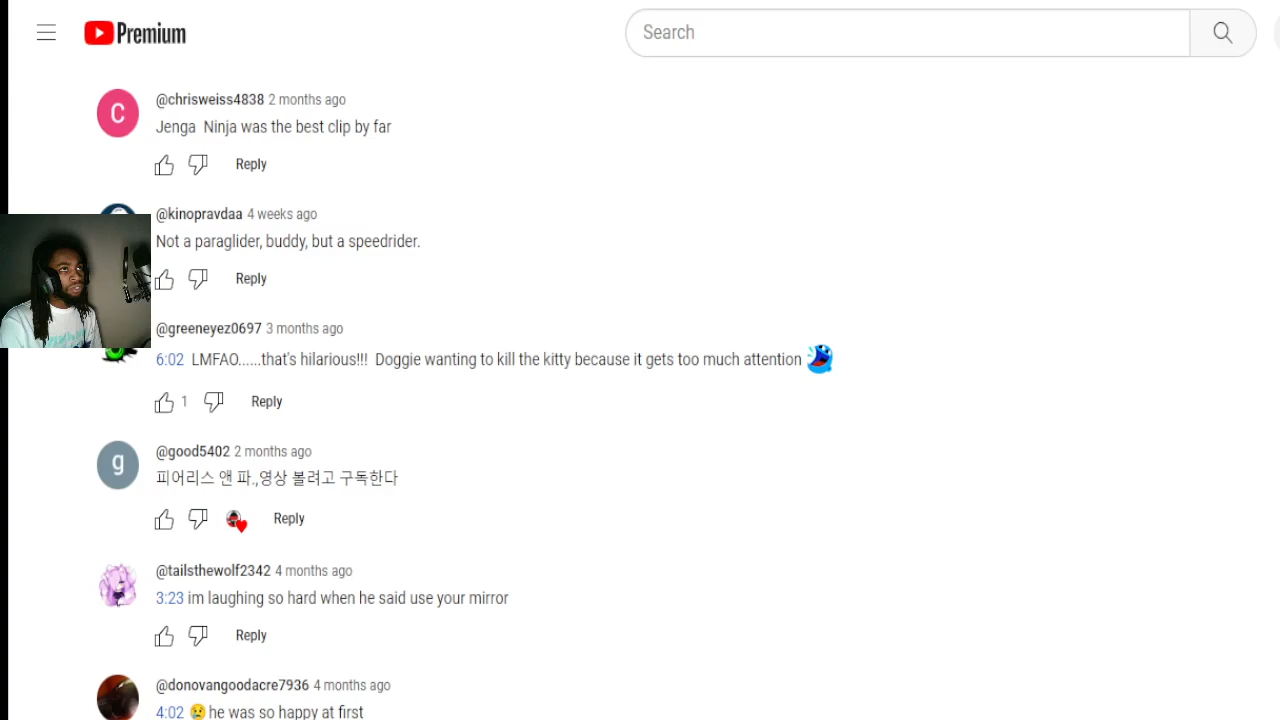 Premium
Search
C
@chrisweiss4838 2 months ago
Jenga Ninja was the best clip by far
Reply
@kinopravdaa 4 weeks ago
Not a paraglider, buddy, but a speedrider.
Reply
@greeneyez0697 3 months ago
6:02 LMFAO......that's hilarious!!! Doggie wanting to kill the kitty because it gets too much attention
1 Reply
g
@good5402 2 months ago
피어리스 앤 파.,영상 볼려고 구독한다
Reply
@tailsthewolf2342 4 months ago
3:23 im laughing so hard when he said use your mirror
Reply
@donovangoodacre7936 4 months ago
4:02 😢 he was so happy at first